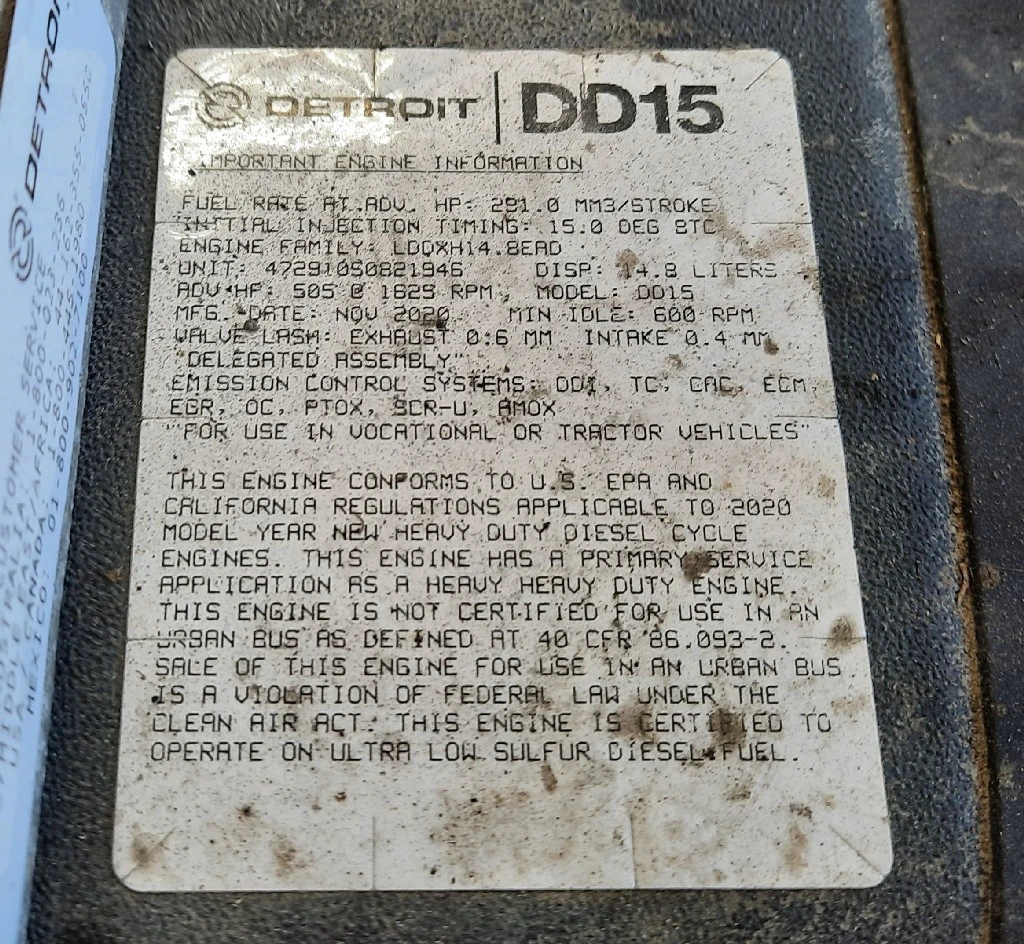 DETROIT | DD15
IMPORTANT ENGINE INFORMATION
FUEL RATE AT ADV. HP: 291.0 MM3/STROKE
INITIAL INJECTION TIMING: 15.0 DEG BTC
ENGINE FAMILY: LDDXH14.8EAD
UNIT: 472910S0821946 DISP: 14.8 LITERS
ADV HP: 505 @ 1625 RPM, MODEL: DD15
MFG. DATE: NOV 2020 MIN IDLE: 600 RPM
VALVE LASH: EXHAUST 0.6 MM INTAKE 0.4 MM
"DELEGATED ASSEMBLY"
EMISSION CONTROL SYSTEMS: DDI, TC, CAC, ECM,
EGR, OC, PTOX, SCR-U, AMOX
"FOR USE IN VOCATIONAL OR TRACTOR VEHICLES"
THIS ENGINE CONFORMS TO U.S. EPA AND
CALIFORNIA REGULATIONS APPLICABLE TO 2020
MODEL YEAR NEW HEAVY DUTY DIESEL CYCLE
ENGINES. THIS ENGINE HAS A PRIMARY SERVICE
APPLICATION AS A HEAVY HEAVY DUTY ENGINE.
THIS ENGINE IS NOT CERTIFIED FOR USE IN AN
URBAN BUS AS DEFINED AT 40 CFR 86.093-2.
SALE OF THIS ENGINE FOR USE IN AN URBAN BUS
IS A VIOLATION OF FEDERAL LAW UNDER THE
CLEAN AIR ACT. THIS ENGINE IS CERTIFIED TO
OPERATE ON ULTRA LOW SULFUR DIESEL FUEL.
DETRO